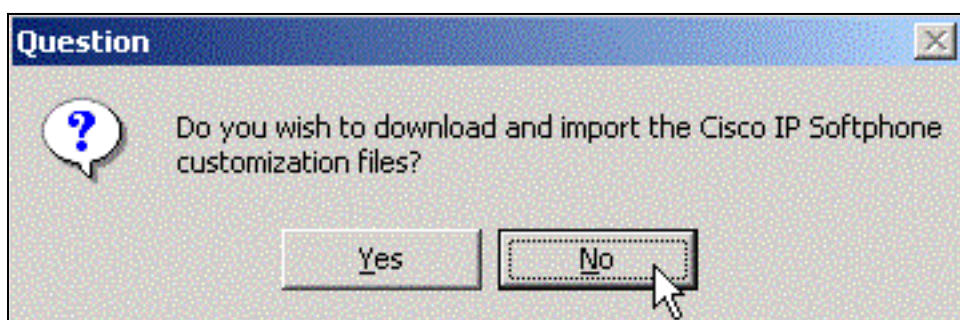 Question
Do you wish to download and import the Cisco IP Softphone
customization files?
Yes
No